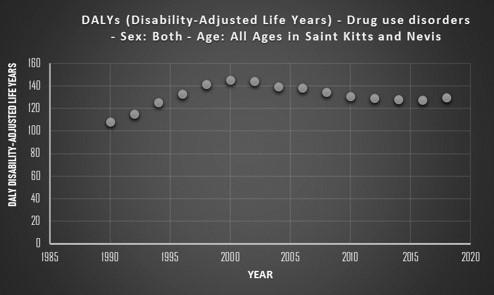 DALYs (Disability-Adjusted Life Years) - Drug use disorders
- Sex: Both - Age: All Ages in Saint Kitts and Nevis
DALY DISABILITY-ADJUSTED LIFE YEARS
160
140
120
100
80
60
40
20
0
1985 1990 1995 2000 2005 2010 2015 2020
YEAR